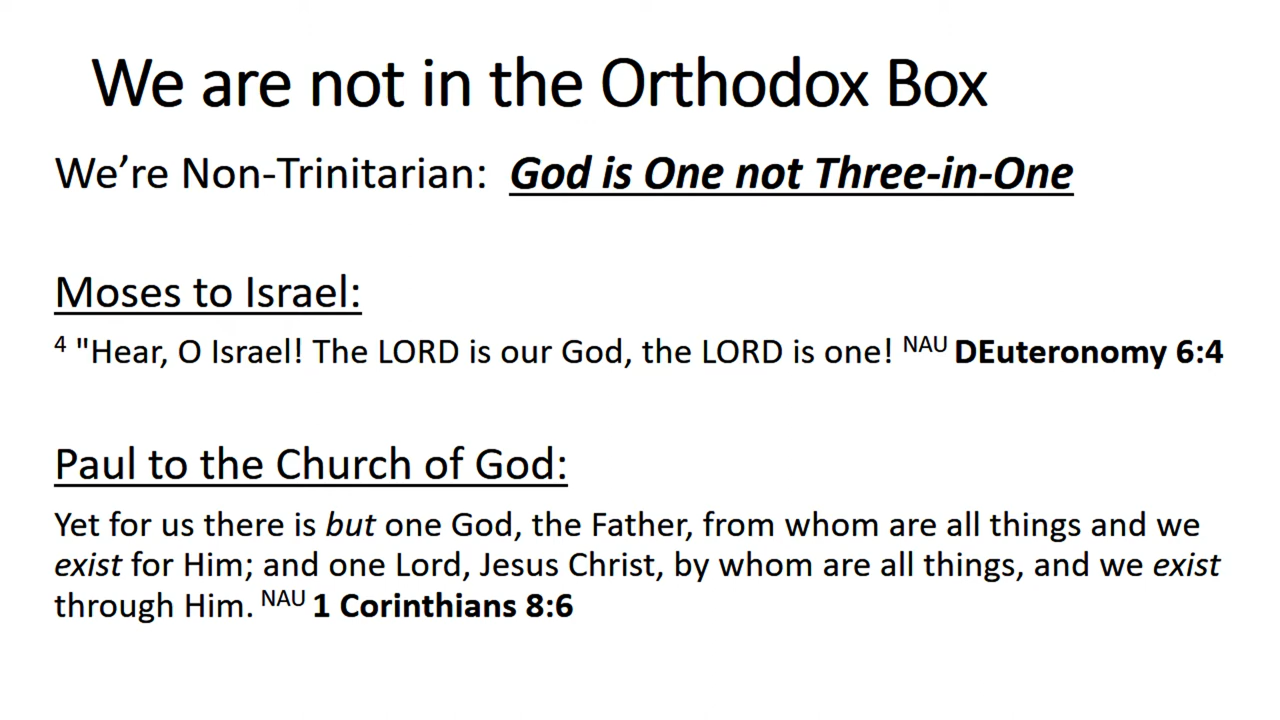 We are not in the Orthodox Box
We’re Non-Trinitarian: God is One not Three-in-One
Moses to Israel:
4 "Hear, O Israel! The LORD is our God, the LORD is one! NAU DEuteronomy 6:4
Paul to the Church of God:
Yet for us there is but one God, the Father, from whom are all things and we
exist for Him; and one Lord, Jesus Christ, by whom are all things, and we exist
through Him. NAU 1 Corinthians 8:6